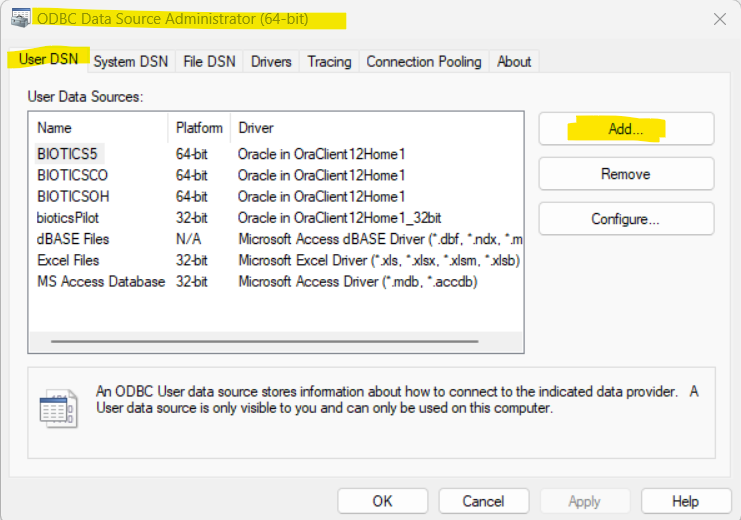 ODBC Data Source Administrator (64-bit)
User DSN System DSN File DSN Drivers Tracing Connection Pooling About
User Data Sources:
Name Platform Driver
BIOTICS5 64-bit Oracle in OraClient12Home1
BIOTICSCO 64-bit Oracle in OraClient12Home1
BIOTICSOH 64-bit Oracle in OraClient12Home1
bioticsPilot 32-bit Oracle in OraClient12Home1_32bit
dBASE Files N/A Microsoft Access dBASE Driver (*.dbf, *.ndx, *.m
Excel Files 32-bit Microsoft Excel Driver (*.xls, *.xlsx, *.xlsm, *.xlsb)
MS Access Database 32-bit Microsoft Access Driver (*.mdb, *.accdb)
Add...
Remove
Configure...
An ODBC User data source stores information about how to connect to the indicated data provider. A
User data source is only visible to you and can only be used on this computer.
OK Cancel Apply Help